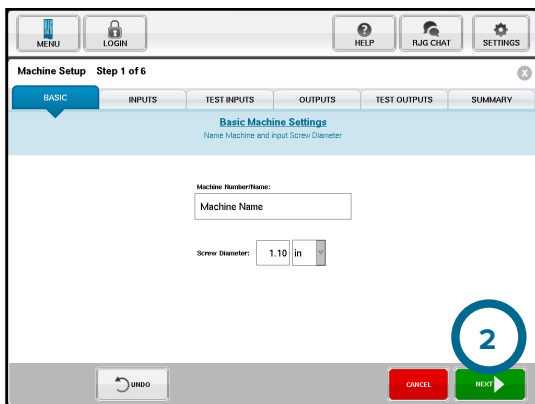 MENU LOGIN HELP RJG CHAT SETTINGS
Machine Setup Step 1 of 6
BASIC INPUTS TEST INPUTS OUTPUTS TEST OUTPUTS SUMMARY
Basic Machine Settings
Name Machine and input Screw Diameter
Machine Number/Name:
Machine Name
Screw Diameter: 1.10 in
2
UNDO CANCEL NEXT